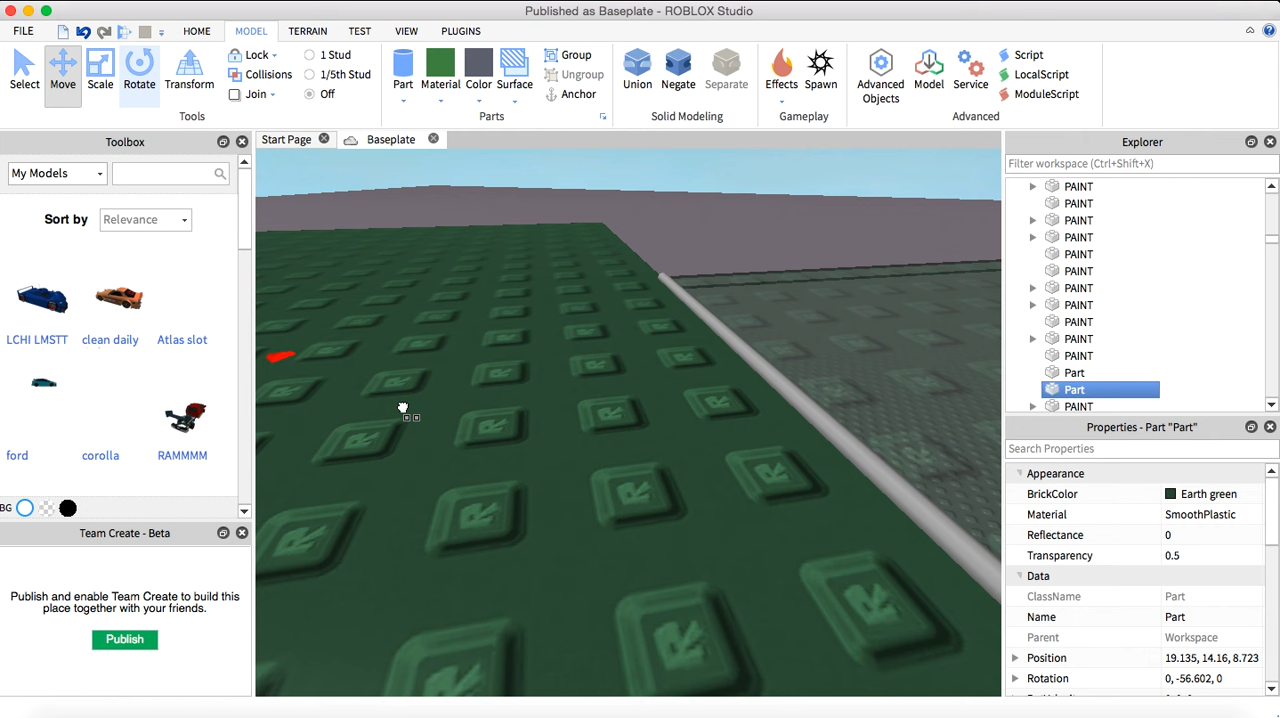 Published as Baseplate - ROBLOX Studio
FILE HOME MODEL TERRAIN TEST VIEW PLUGINS
Select Move Scale Rotate Transform
Lock
Collisions
Join
Tools
1 Stud
1/5th Stud
Off
Part Material Color Surface
Group
Ungroup
Anchor
Parts
Union Negate Separate
Solid Modeling
Effects Spawn
Gameplay
Advanced Objects Model Service
Script
LocalScript
ModuleScript
Advanced
Toolbox
My Models
Sort by Relevance
LCHI LMSTT clean daily Atlas slot
ford corolla RAMMMM
BG
Team Create - Beta
Publish and enable Team Create to build this
place together with your friends.
Publish
Start Page Baseplate
R
Explorer
Filter workspace (Ctrl+Shift+X)
PAINT
PAINT
PAINT
PAINT
PAINT
PAINT
PAINT
PAINT
PAINT
PAINT
PAINT
Part
Part
PAINT
Properties - Part "Part"
Search Properties
Appearance
BrickColor Earth green
Material SmoothPlastic
Reflectance 0
Transparency 0.5
Data
ClassName Part
Name Part
Parent Workspace
Position 19.135, 14.16, 8.723
Rotation 0, -56.602, 0